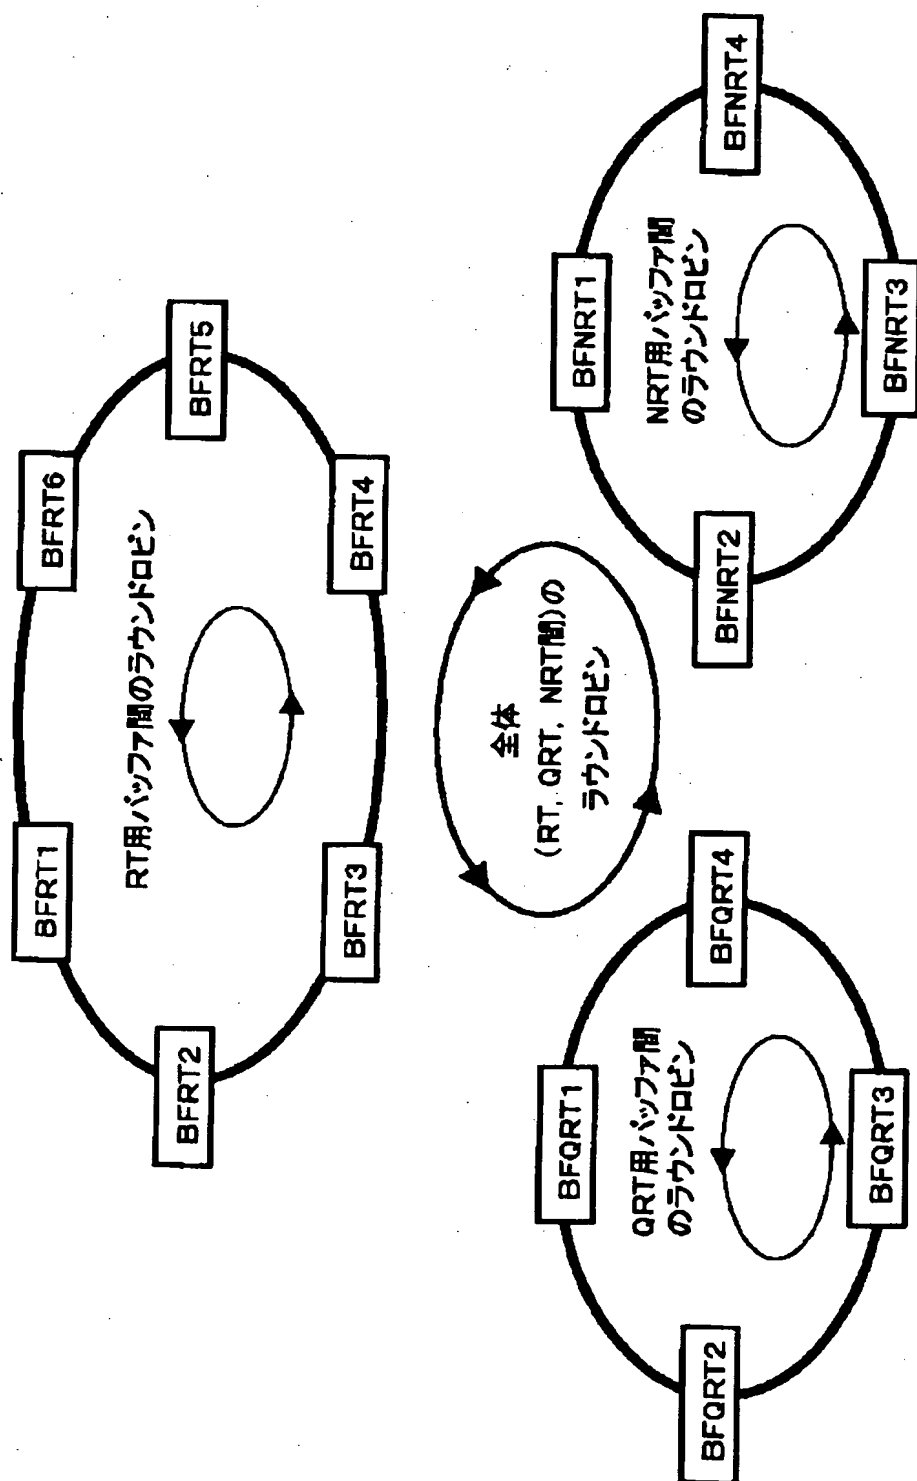 BFRT1
BFRT6
BFRT2
RT用バッファ間のラウンドロビン
BFRT5
BFRT3
BFRT4
全体
(RT, QRT, NRT間)の
ラウンドロビン
BFQRT1
QRT用バッファ間
のラウンドロビン
BFQRT2
BFQRT4
BFQRT3
BFNRT1
NRT用バッファ間
のラウンドロビン
BFNRT2
BFNRT4
BFNRT3